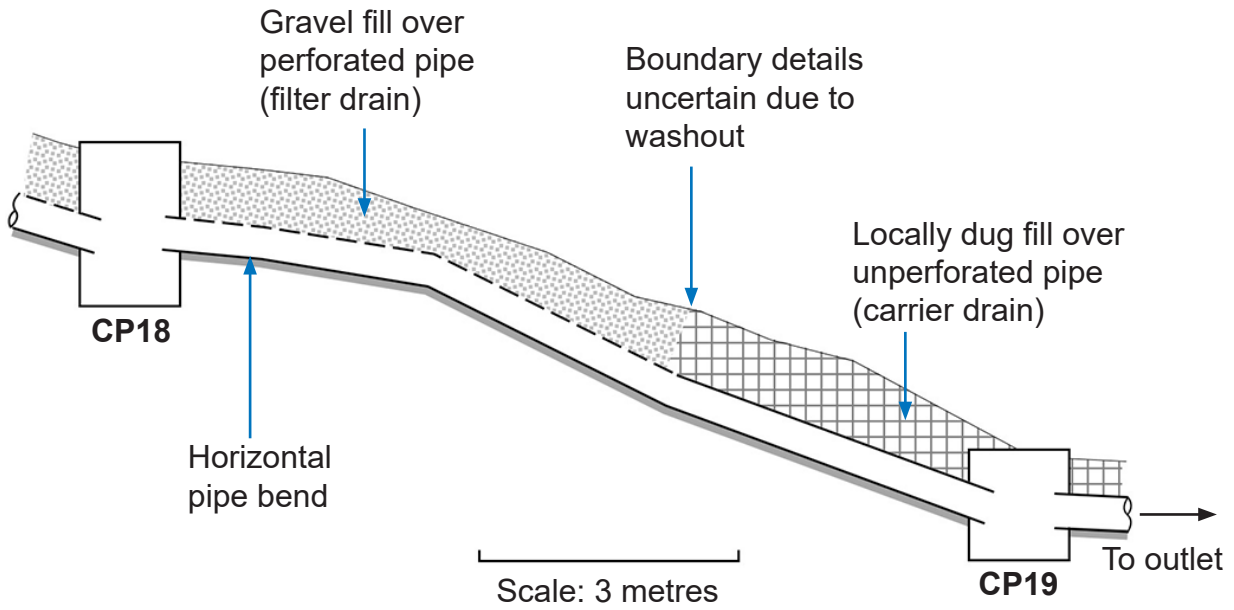 Gravel fill over
perforated pipe
(filter drain)
Boundary details
uncertain due to
washout
Locally dug fill over
unperforated pipe
(carrier drain)
CP18
Horizontal
pipe bend
To outlet
CP19
Scale: 3 metres